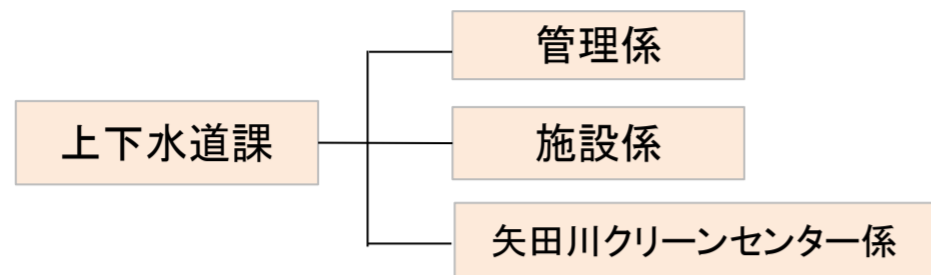 上下水道課
管理係
施設係
矢田川クリーンセンター係